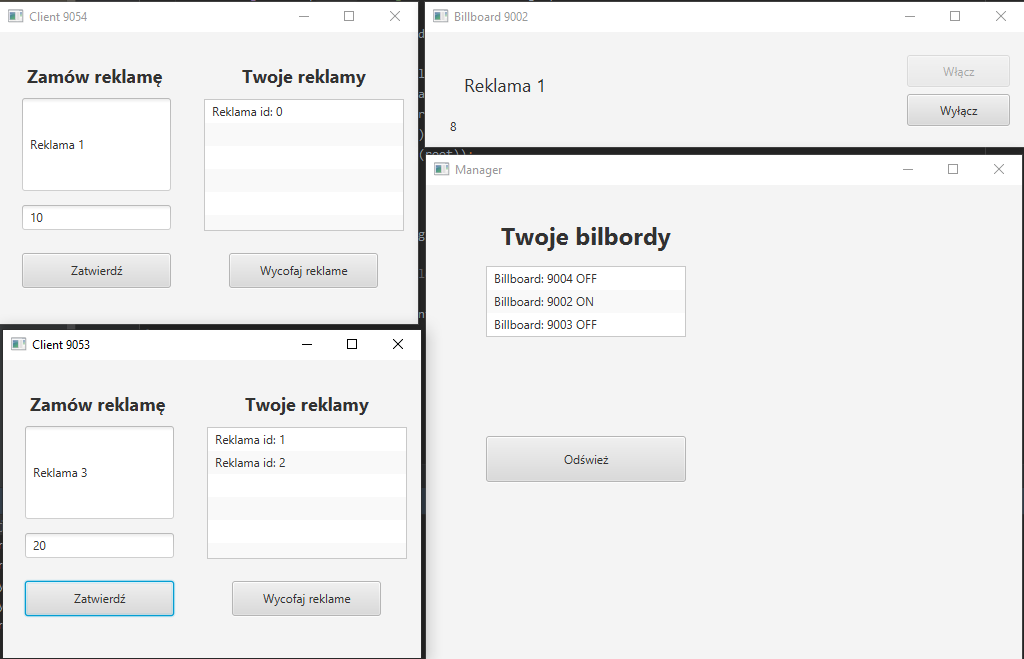 Client 9054
Zamów reklamę
Twoje reklamy
Reklama 1
Reklama id: 0
10
Zatwierdź
Wycofaj reklame
Billboard 9002
Reklama 1
Włącz
8
Wyłącz
Manager
Twoje bilbordy
Billboard: 9004 OFF
Billboard: 9002 ON
Billboard: 9003 OFF
Odśwież
Client 9053
Zamów reklamę
Twoje reklamy
Reklama 3
Reklama id: 1
Reklama id: 2
20
Zatwierdź
Wycofaj reklame